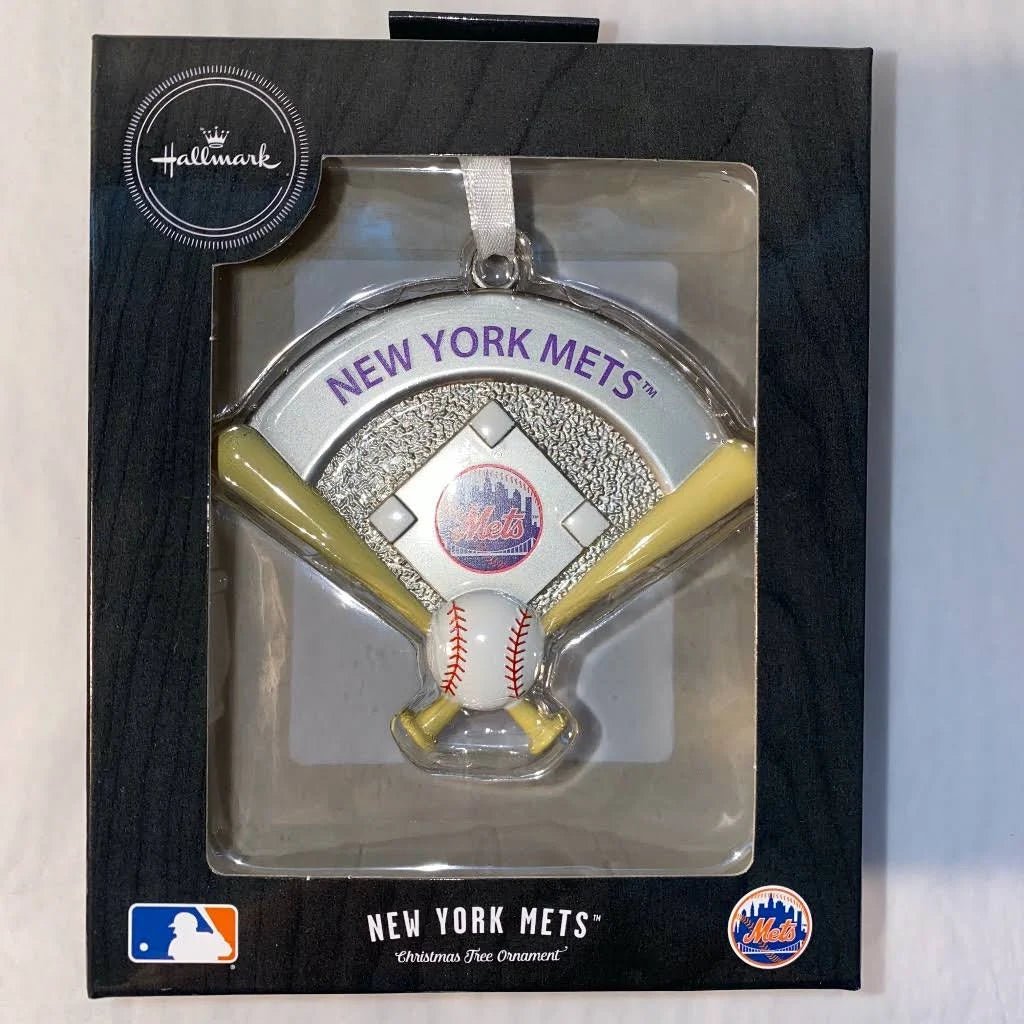 Hallmark
NEW YORK METS™
Mets
NEW YORK METS™
Christmas Tree Ornament
Mets